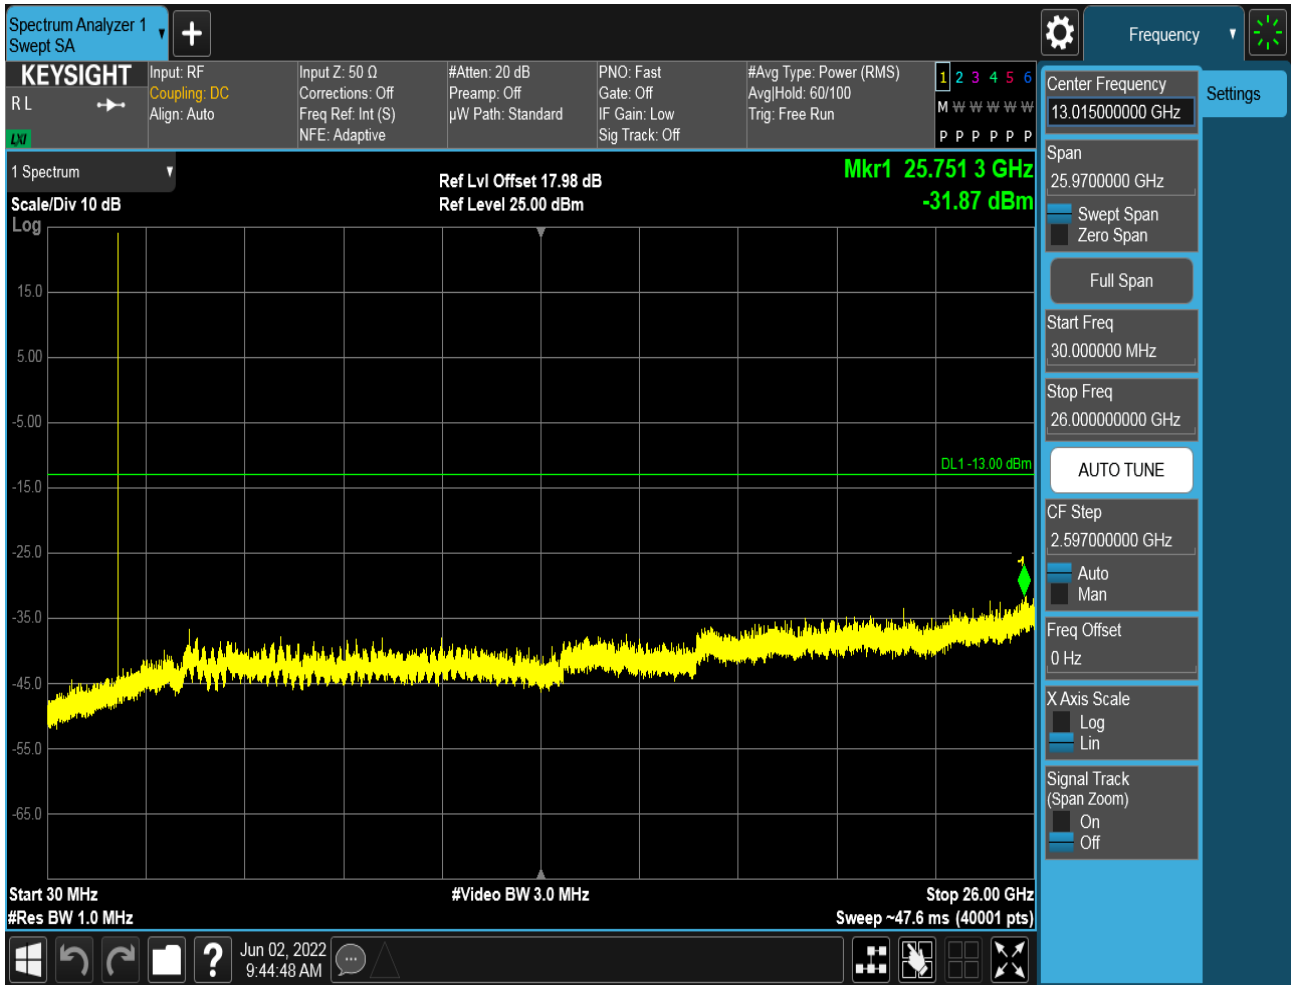 Spectrum Analyzer 1
Swept SA
Frequency
KEYSIGHT
R L
LXI
Input: RF
Coupling: DC
Align: Auto
Input Z: 50 Ω
Corrections: Off
Freq Ref: Int (S)
NFE: Adaptive
#Atten: 20 dB
Preamp: Off
µW Path: Standard
PNO: Fast
Gate: Off
IF Gain: Low
Sig Track: Off
#Avg Type: Power (RMS)
Avg|Hold: 60/100
Trig: Free Run
1 2 3 4 5 6
M W W W W W
P P P P P P
1 Spectrum
Scale/Div 10 dB
Log
Ref Lvl Offset 17.98 dB
Ref Level 25.00 dBm
Mkr1 25.751 3 GHz
-31.87 dBm
15.0
5.00
-5.00
-15.0
-25.0
-35.0
-45.0
-55.0
-65.0
DL1 -13.00 dBm
1
Start 30 MHz
#Res BW 1.0 MHz
#Video BW 3.0 MHz
Stop 26.00 GHz
Sweep ~47.6 ms (40001 pts)
Center Frequency
13.015000000 GHz
Settings
Span
25.9700000 GHz
Swept Span
Zero Span
Full Span
Start Freq
30.000000 MHz
Stop Freq
26.000000000 GHz
AUTO TUNE
CF Step
2.597000000 GHz
Auto
Man
Freq Offset
0 Hz
X Axis Scale
Log
Lin
Signal Track
(Span Zoom)
On
Off
?
Jun 02, 2022
9:44:48 AM